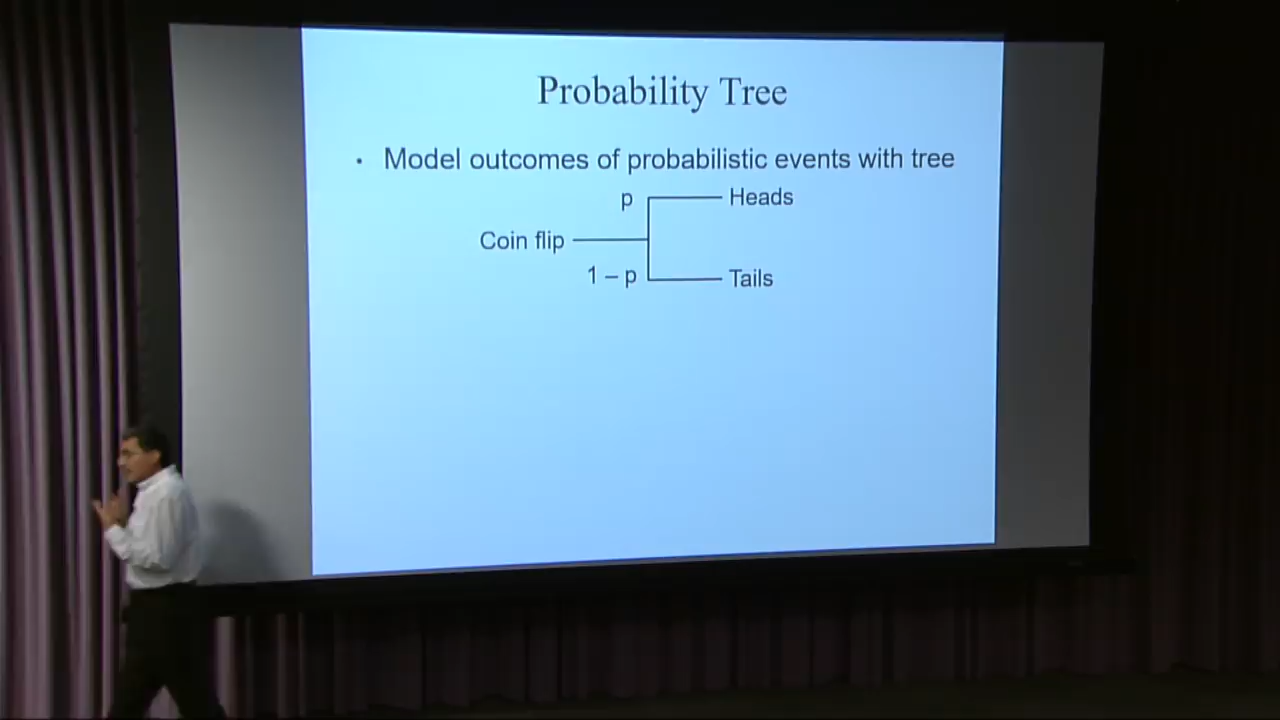 Probability Tree
• Model outcomes of probabilistic events with tree
p
Heads
Coin flip
1 – p
Tails